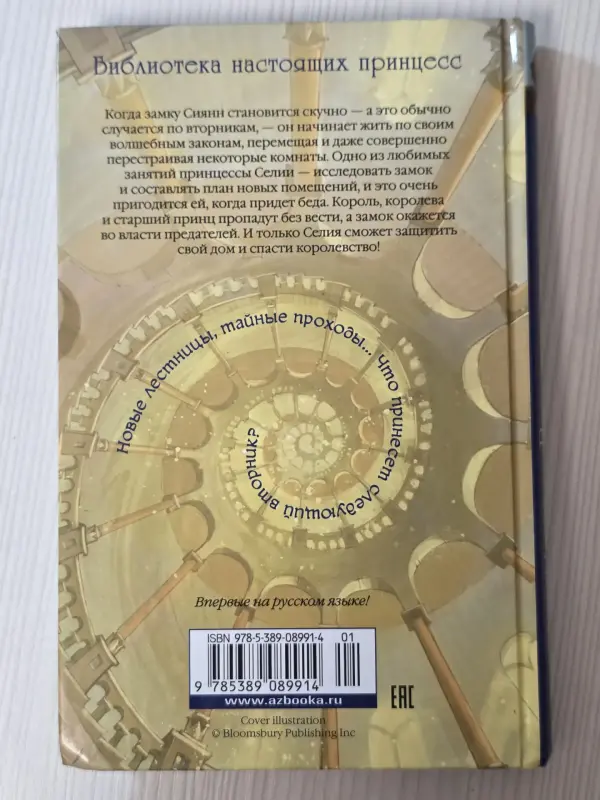 Библиотека настоящих принцесс
Когда замку Сиянн становится скучно — а это обычно
случается по вторникам, — он начинает жить по своим
волшебным законам, перемещая и даже совершенно
перестраивая некоторые комнаты. Одно из любимых
занятий принцессы Селии — исследовать замок
и составлять план новых помещений, и это очень
пригодится ей, когда придет беда. Король, королева
и старший принц пропадут без вести, а замок окажется
во власти предателей. И только Селия сможет защитить
свой дом и спасти королевство!
Новые лестницы, тайные проходы... Что принесет следующий вторник?
Впервые на русском языке!
ISBN 978-5-389-08991-4 01
9 785389 089914
www.azbooka.ru
EAC
Cover illustration
© Bloomsbury Publishing Inc